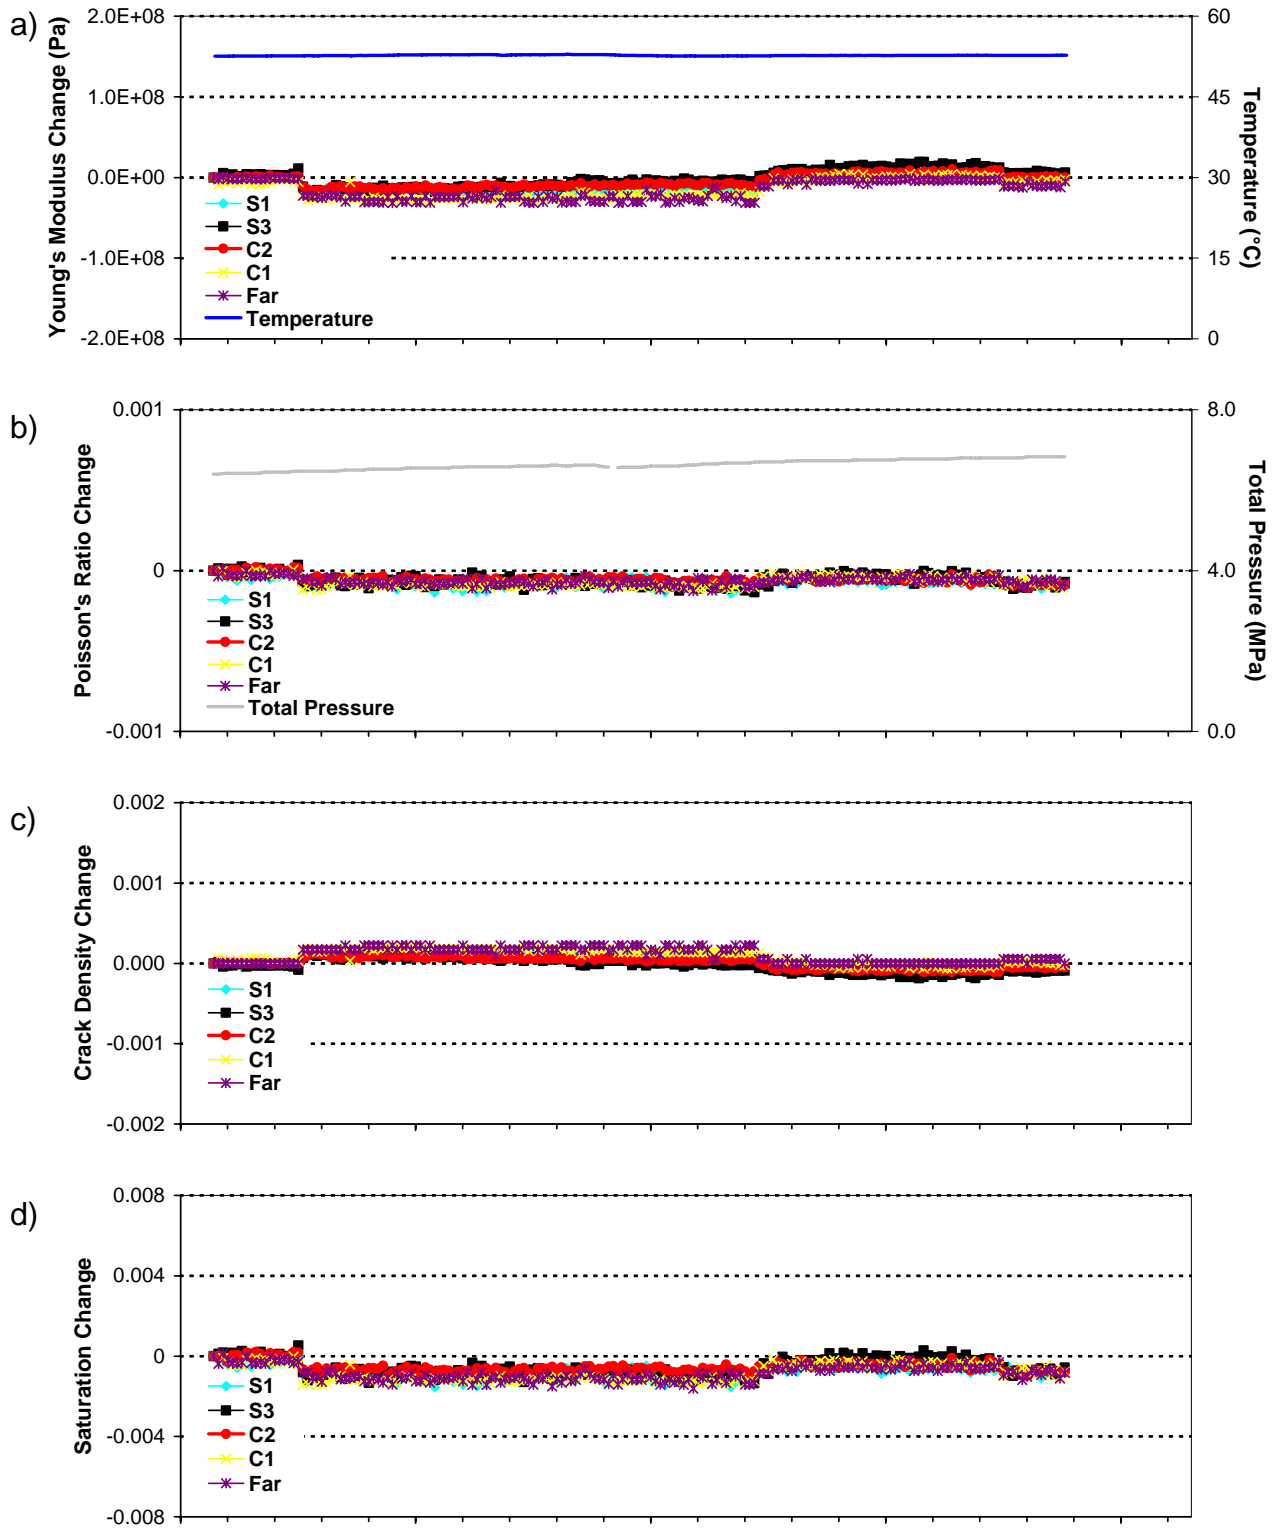 a)
Young's Modulus Change (Pa)
2.0E+08
1.0E+08
0.0E+00
-1.0E+08
-2.0E+08
S1
S3
C2
C1
Far
Temperature
60
45
30
15
0
Temperature (°C)
b)
Poisson's Ratio Change
0.001
0
-0.001
S1
S3
C2
C1
Far
Total Pressure
8.0
4.0
0.0
Total Pressure (MPa)
c)
Crack Density Change
0.002
0.001
0.000
-0.001
-0.002
S1
S3
C2
C1
Far
d)
Saturation Change
0.008
0.004
0
-0.004
-0.008
S1
S3
C2
C1
Far